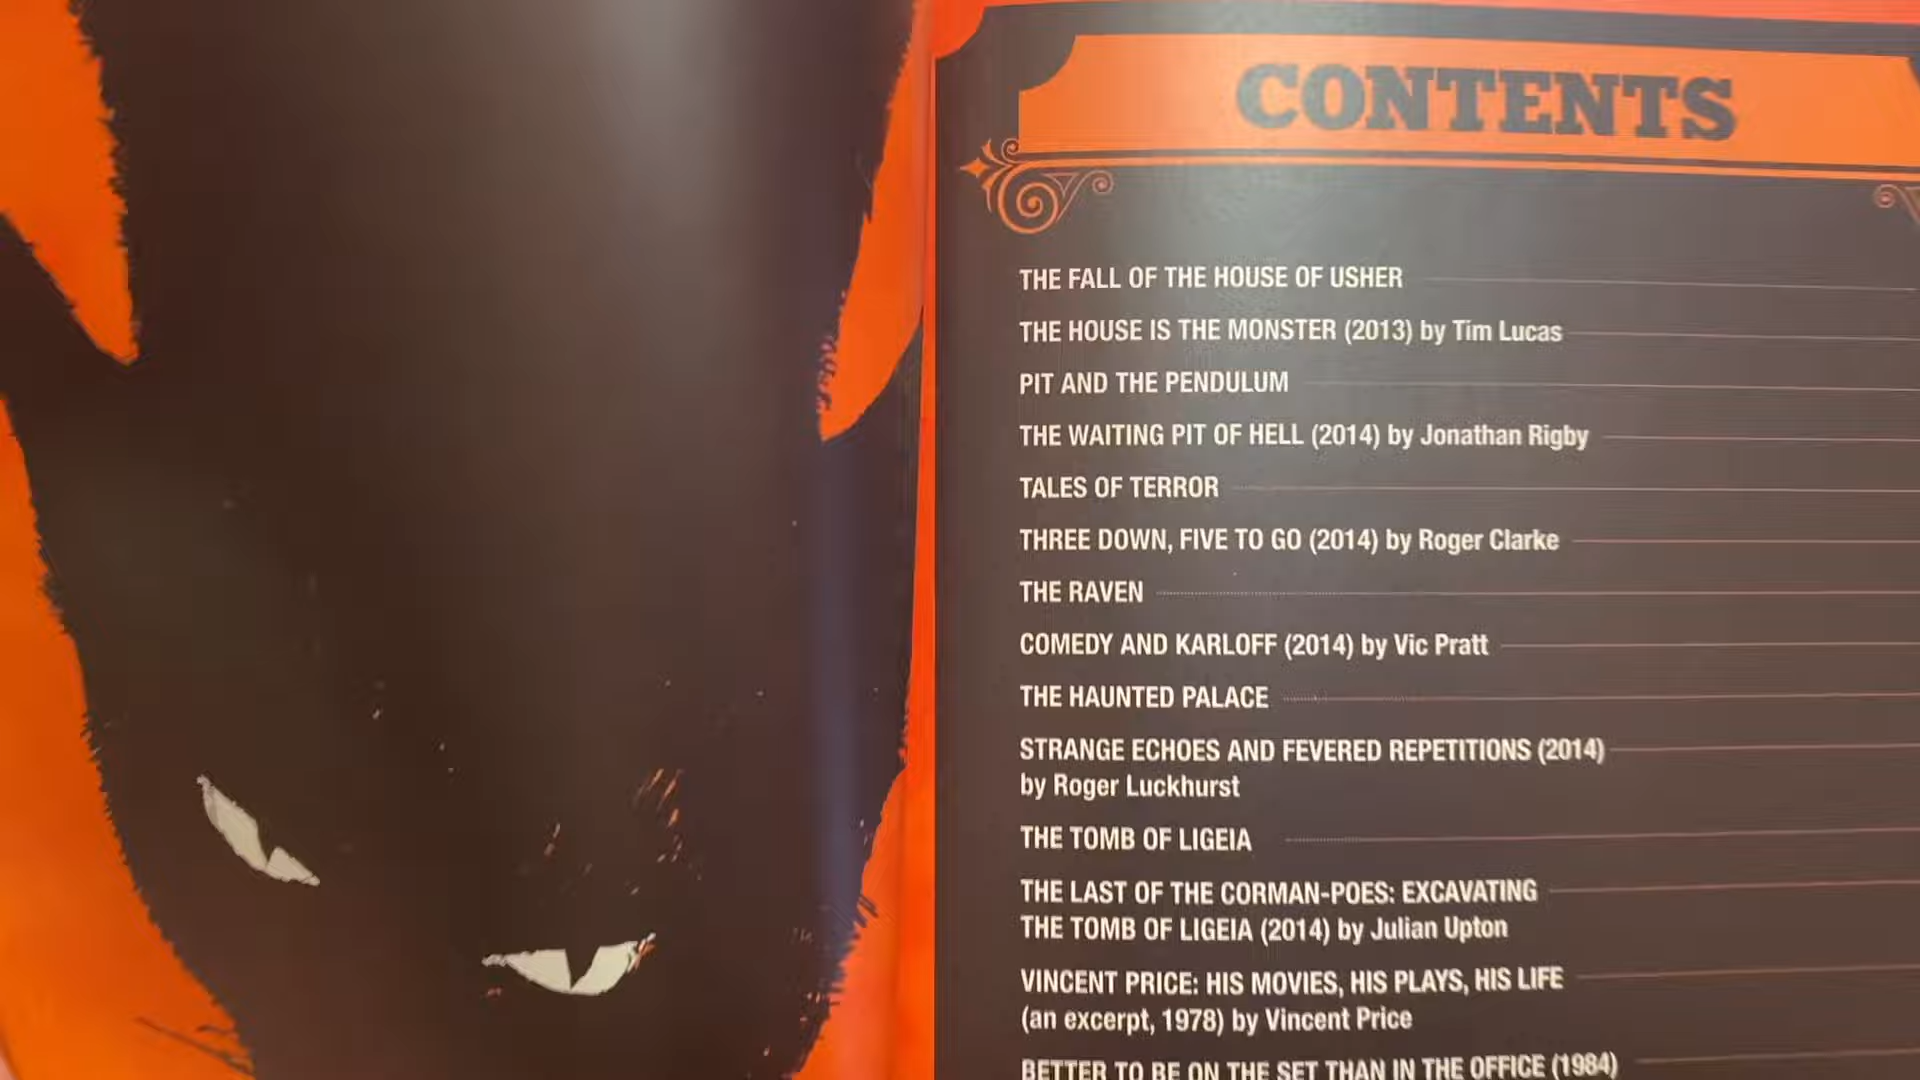 CONTENTS
THE FALL OF THE HOUSE OF USHER
THE HOUSE IS THE MONSTER (2013) by Tim Lucas
PIT AND THE PENDULUM
THE WAITING PIT OF HELL (2014) by Jonathan Rigby
TALES OF TERROR
THREE DOWN, FIVE TO GO (2014) by Roger Clarke
THE RAVEN
COMEDY AND KARLOFF (2014) by Vic Pratt
THE HAUNTED PALACE
STRANGE ECHOES AND FEVERED REPETITIONS (2014)
by Roger Luckhurst
THE TOMB OF LIGEIA
THE LAST OF THE CORMAN-POES: EXCAVATING
THE TOMB OF LIGEIA (2014) by Julian Upton
VINCENT PRICE: HIS MOVIES, HIS PLAYS, HIS LIFE
(an excerpt, 1978) by Vincent Price
BETTER TO BE ON THE SET THAN IN THE OFFICE (1984)